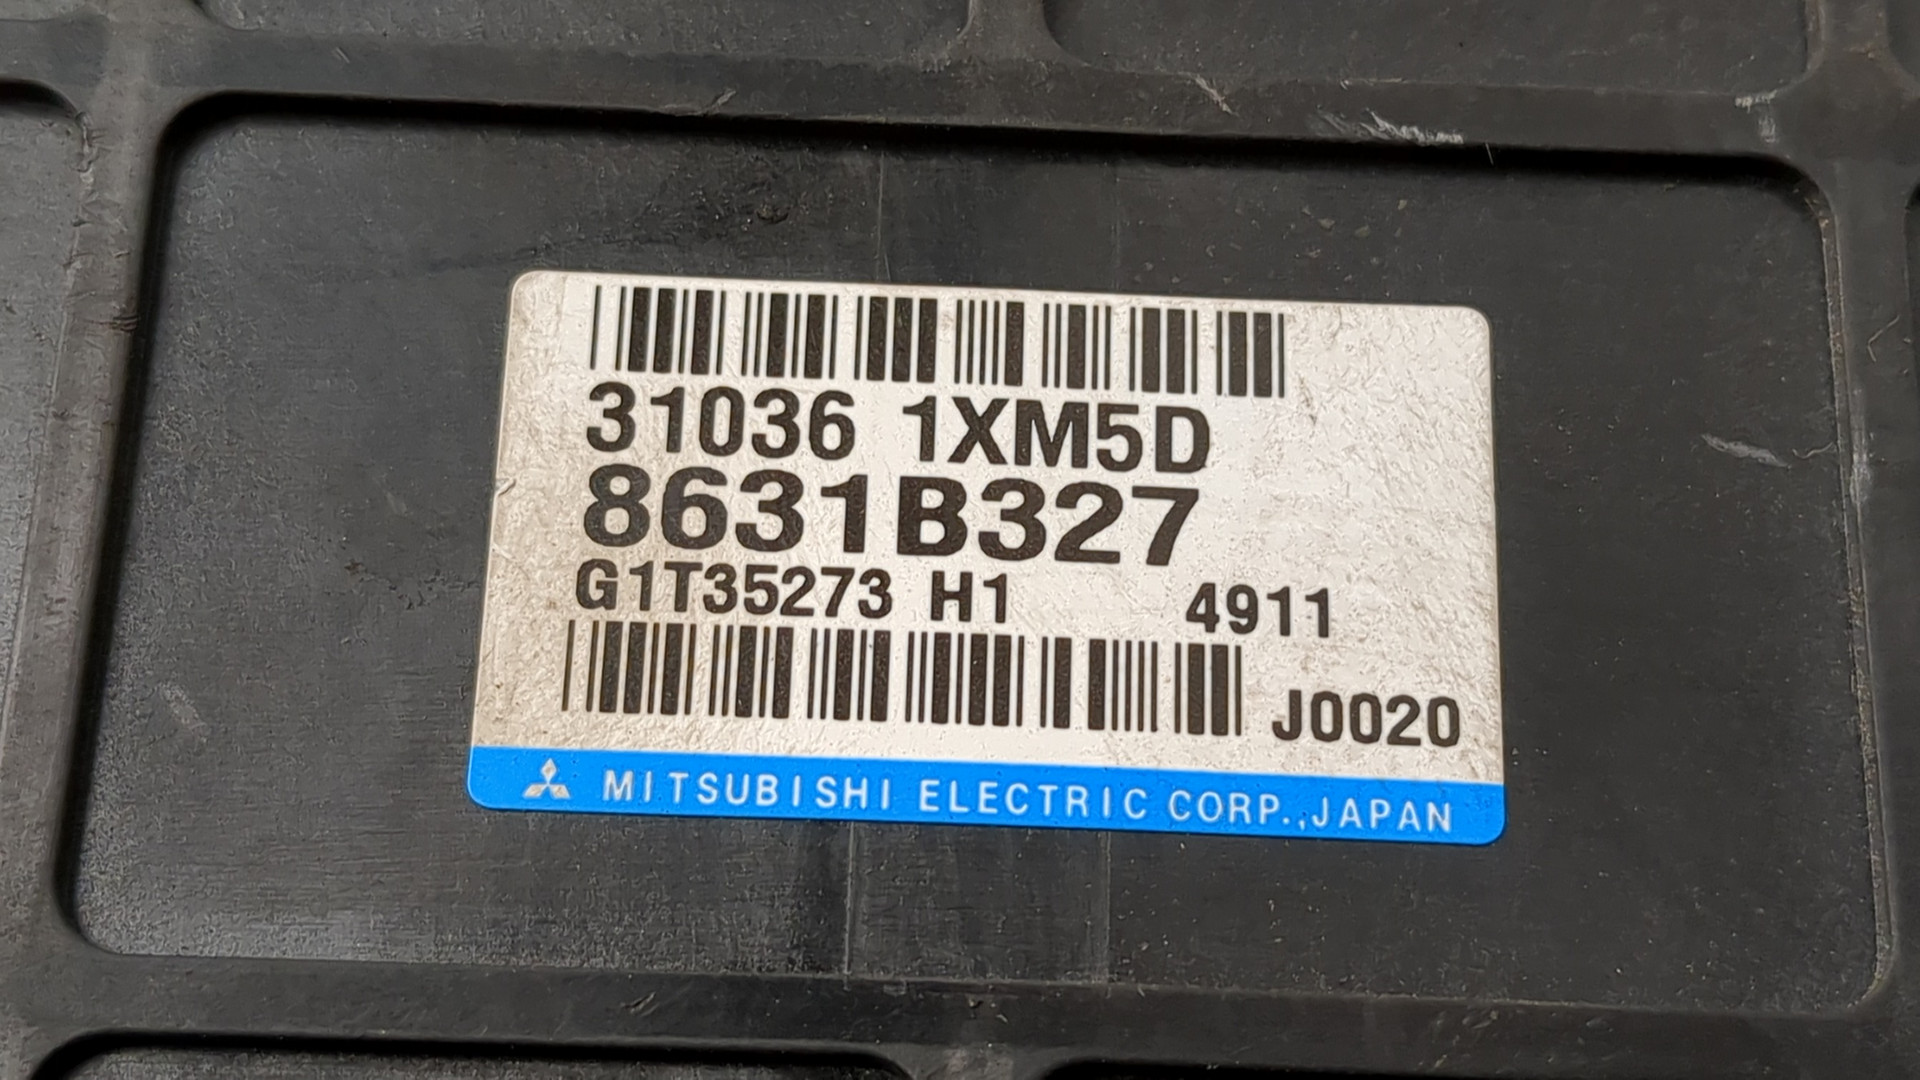 31036 1XM5D
8631B327
G1T35273 H1 4911
J0020
MITSUBISHI ELECTRIC CORP.,JAPAN